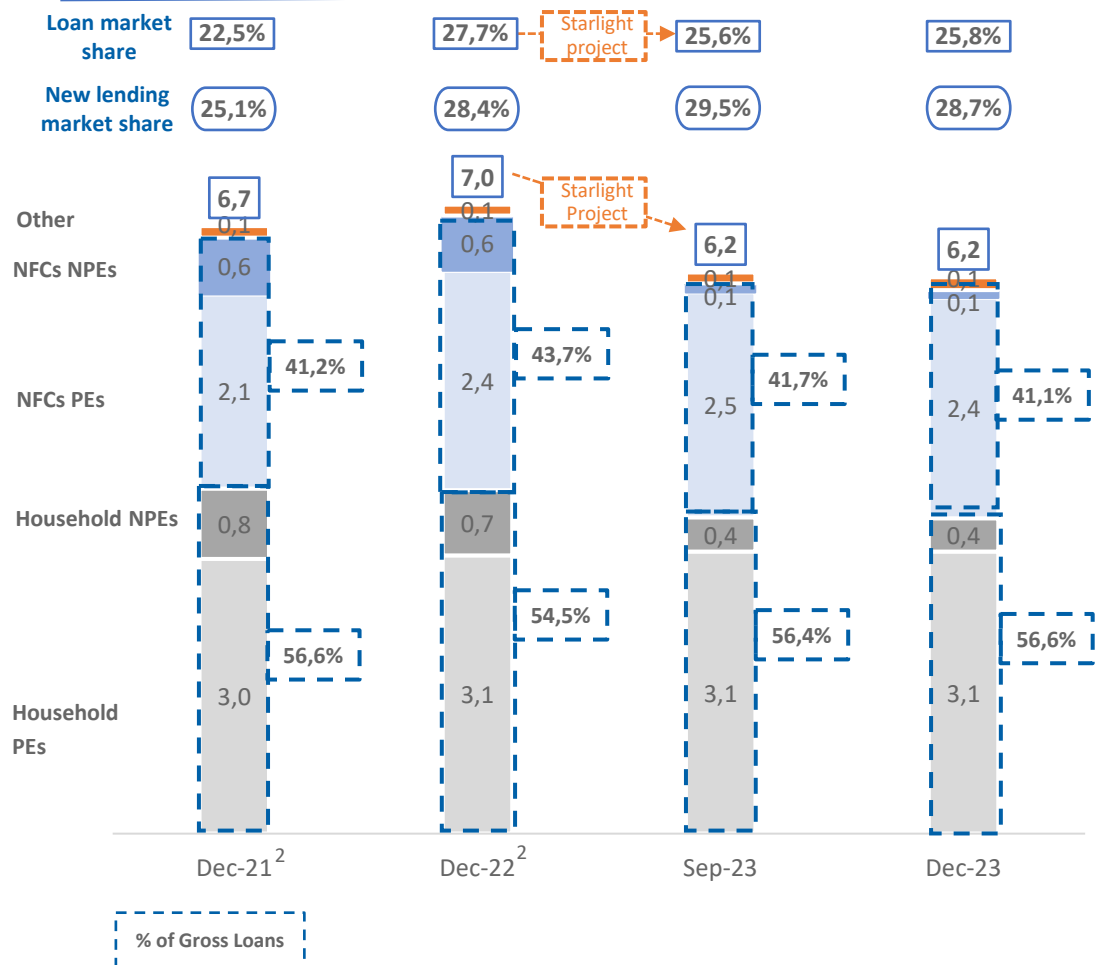 Loan market
share
22,5%
27,7%
Starlight
project
25,6%
25,8%
New lending
market share
25,1%
28,4%
29,5%
28,7%
7,0
Starlight
Project
6,7
6,2
6,2
Other
0,1
0,1
0,1
0,1
NFCs NPEs
0,6
0,6
0,1
0,1
41,2%
43,7%
41,7%
41,1%
NFCs PEs
2,1
2,4
2,5
2,4
Household NPEs
0,8
0,7
0,4
0,4
56,6%
54,5%
56,4%
56,6%
Household
PEs
3,0
3,1
3,1
3,1
Dec-21²
Dec-22²
Sep-23
Dec-23
% of Gross Loans